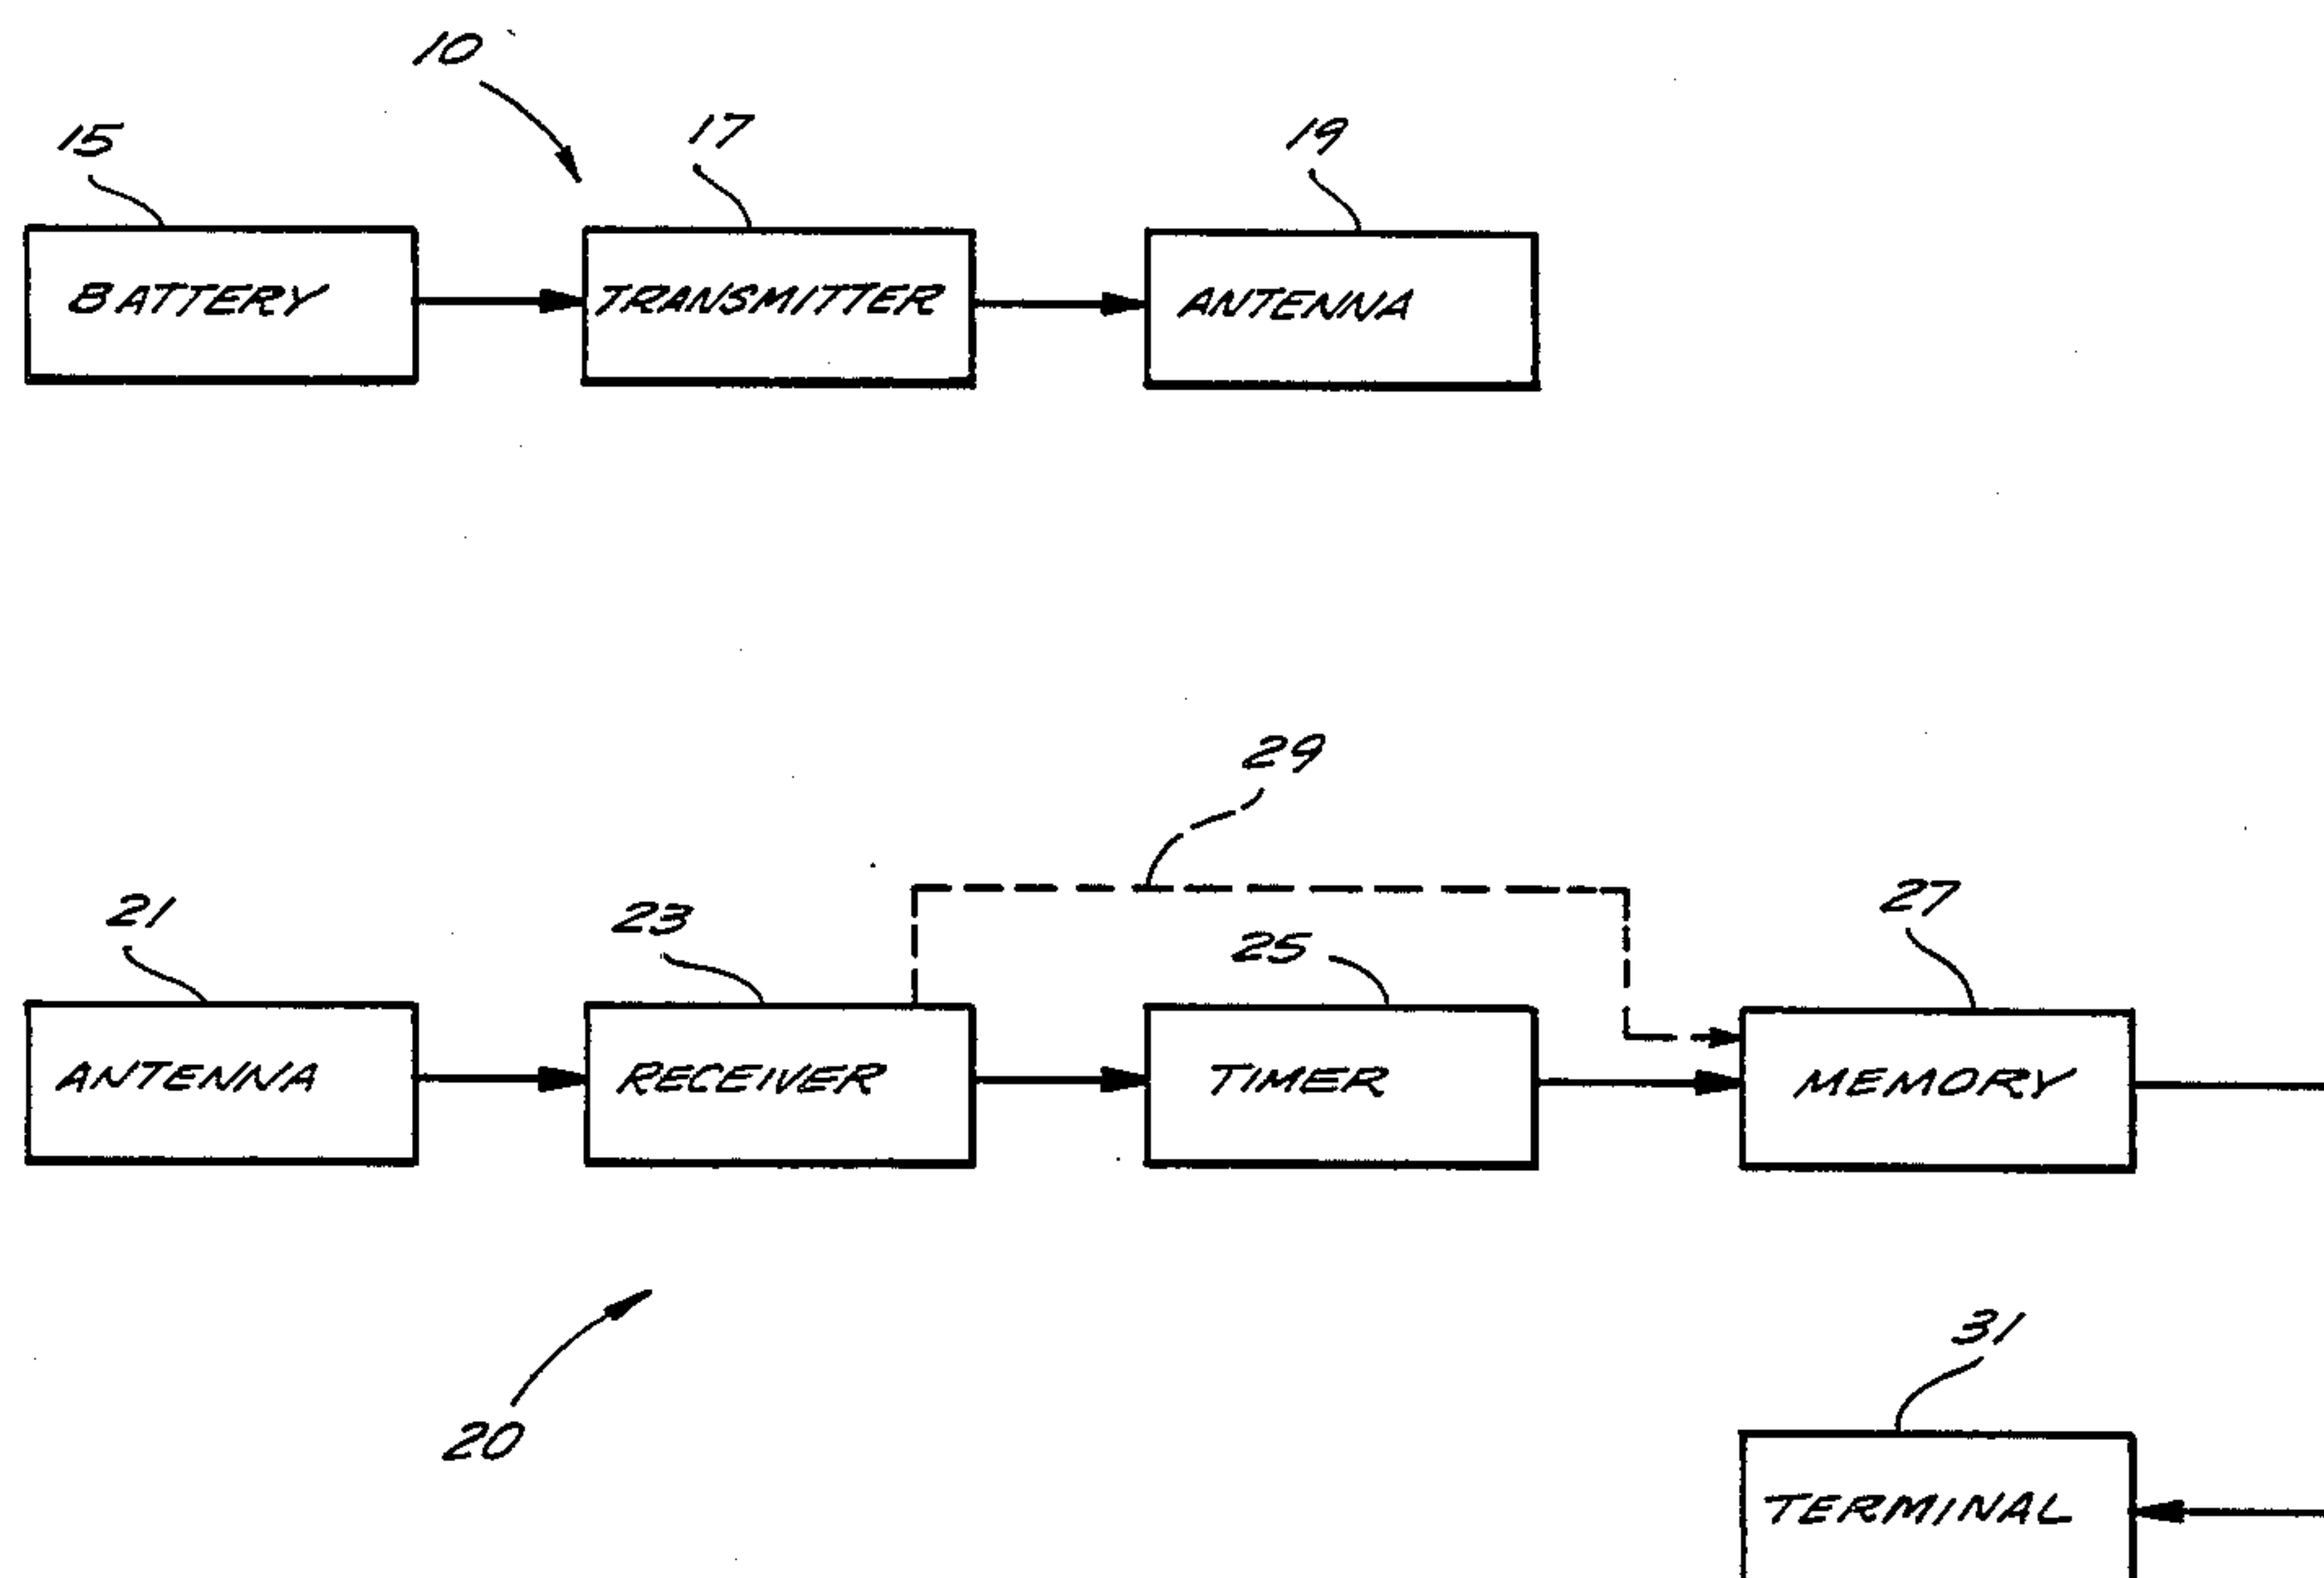 10
15
17
19
BATTERY
TRANSMITTER
ANTENNA
29
21
23
25
27
ANTENNA
RECEIVER
TIMER
MEMORY
20
31
TERMINAL